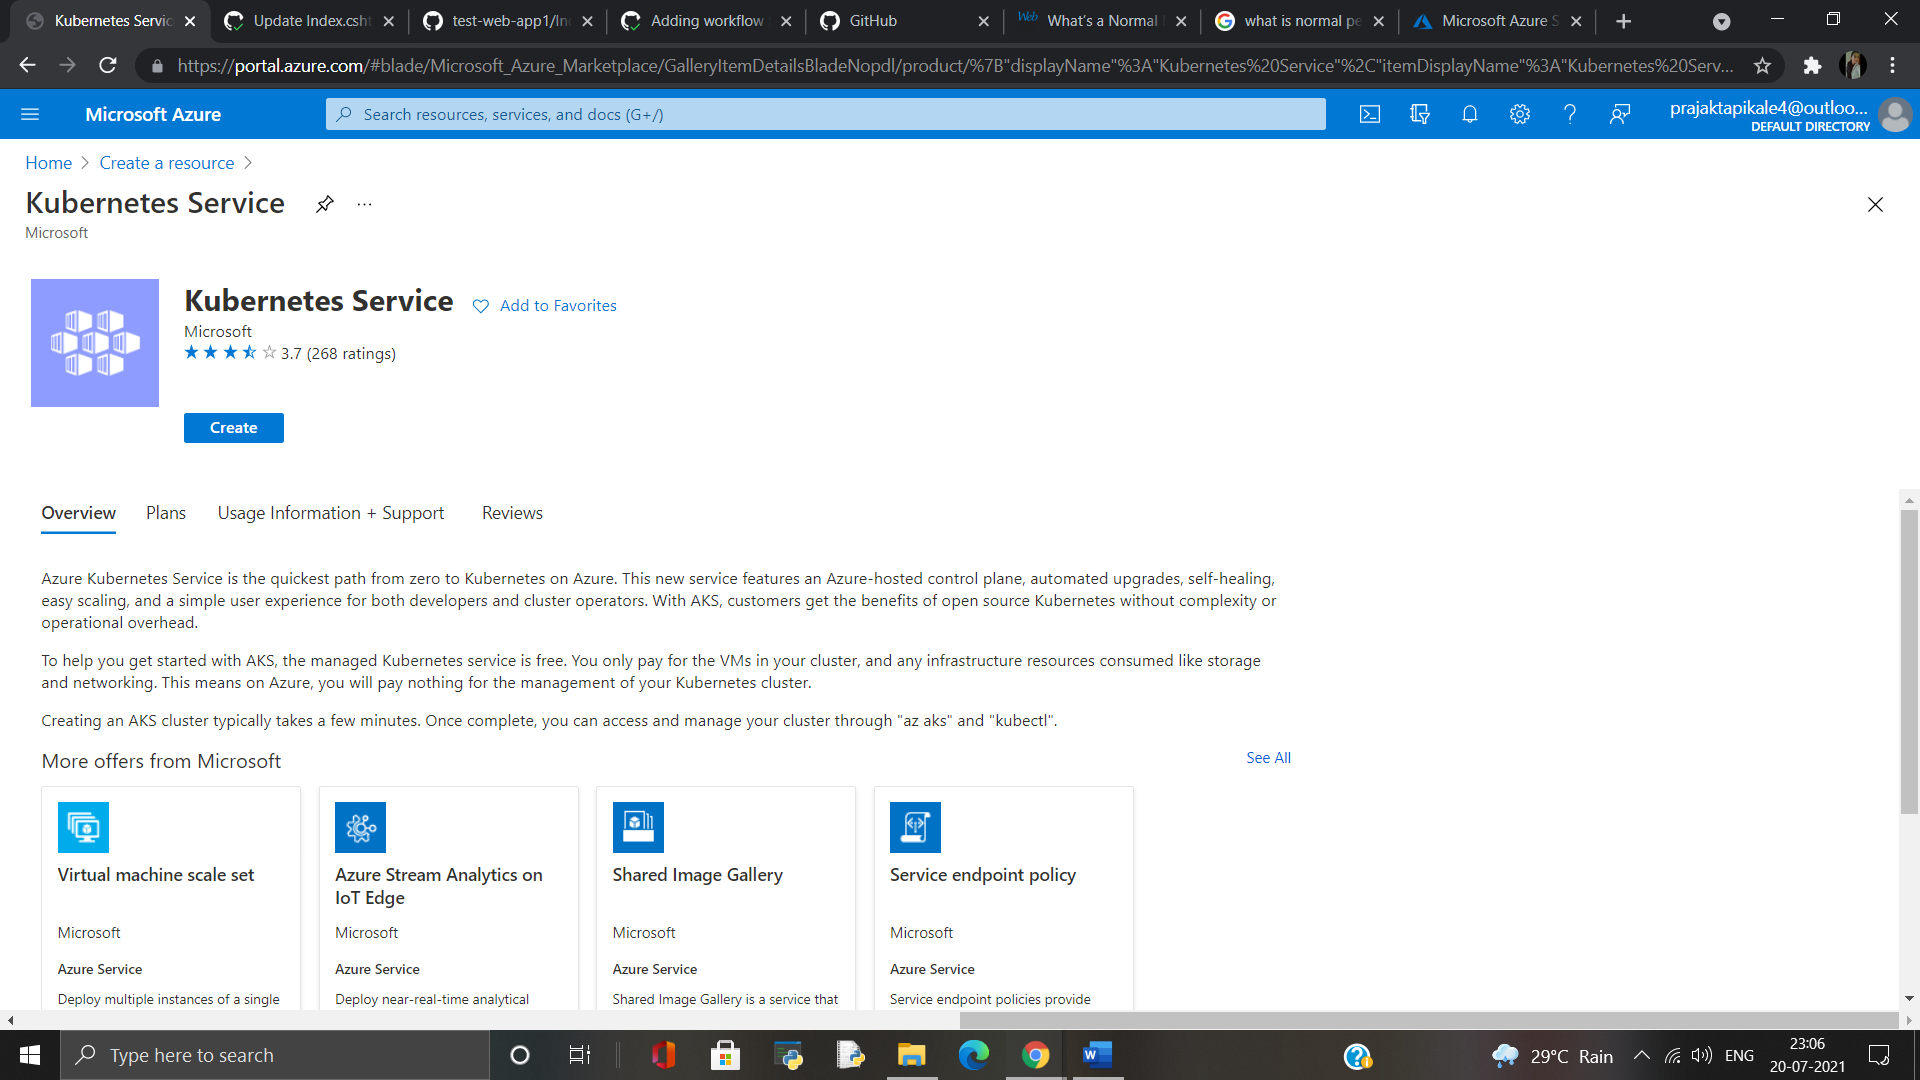 Kubernetes Servic
Update Index.csht
test-web-app1/In
Adding workflow
GitHub
Web What's a Normal
what is normal pe
Microsoft Azure S
https://portal.azure.com/#blade/Microsoft_Azure_Marketplace/GalleryItemDetailsBladeNopdl/product/%7B"displayName"%3A"Kubernetes%20Service"%2C"itemDisplayName"%3A"Kubernetes%20Serv...
Microsoft Azure
Search resources, services, and docs (G+/)
prajaktapikale4@outloo...
DEFAULT DIRECTORY
Home > Create a resource >
Kubernetes Service
...
Microsoft
Kubernetes Service
Add to Favorites
Microsoft
3.7 (268 ratings)
Create
Overview Plans Usage Information + Support Reviews
Azure Kubernetes Service is the quickest path from zero to Kubernetes on Azure. This new service features an Azure-hosted control plane, automated upgrades, self-healing,
easy scaling, and a simple user experience for both developers and cluster operators. With AKS, customers get the benefits of open source Kubernetes without complexity or
operational overhead.
To help you get started with AKS, the managed Kubernetes service is free. You only pay for the VMs in your cluster, and any infrastructure resources consumed like storage
and networking. This means on Azure, you will pay nothing for the management of your Kubernetes cluster.
Creating an AKS cluster typically takes a few minutes. Once complete, you can access and manage your cluster through "az aks" and "kubectl".
More offers from Microsoft
See All
Virtual machine scale set
Microsoft
Azure Service
Deploy multiple instances of a single
Azure Stream Analytics on
IoT Edge
Microsoft
Azure Service
Deploy near-real-time analytical
Shared Image Gallery
Microsoft
Azure Service
Shared Image Gallery is a service that
Service endpoint policy
Microsoft
Azure Service
Service endpoint policies provide
Type here to search
29°C Rain
ENG
23:06
20-07-2021